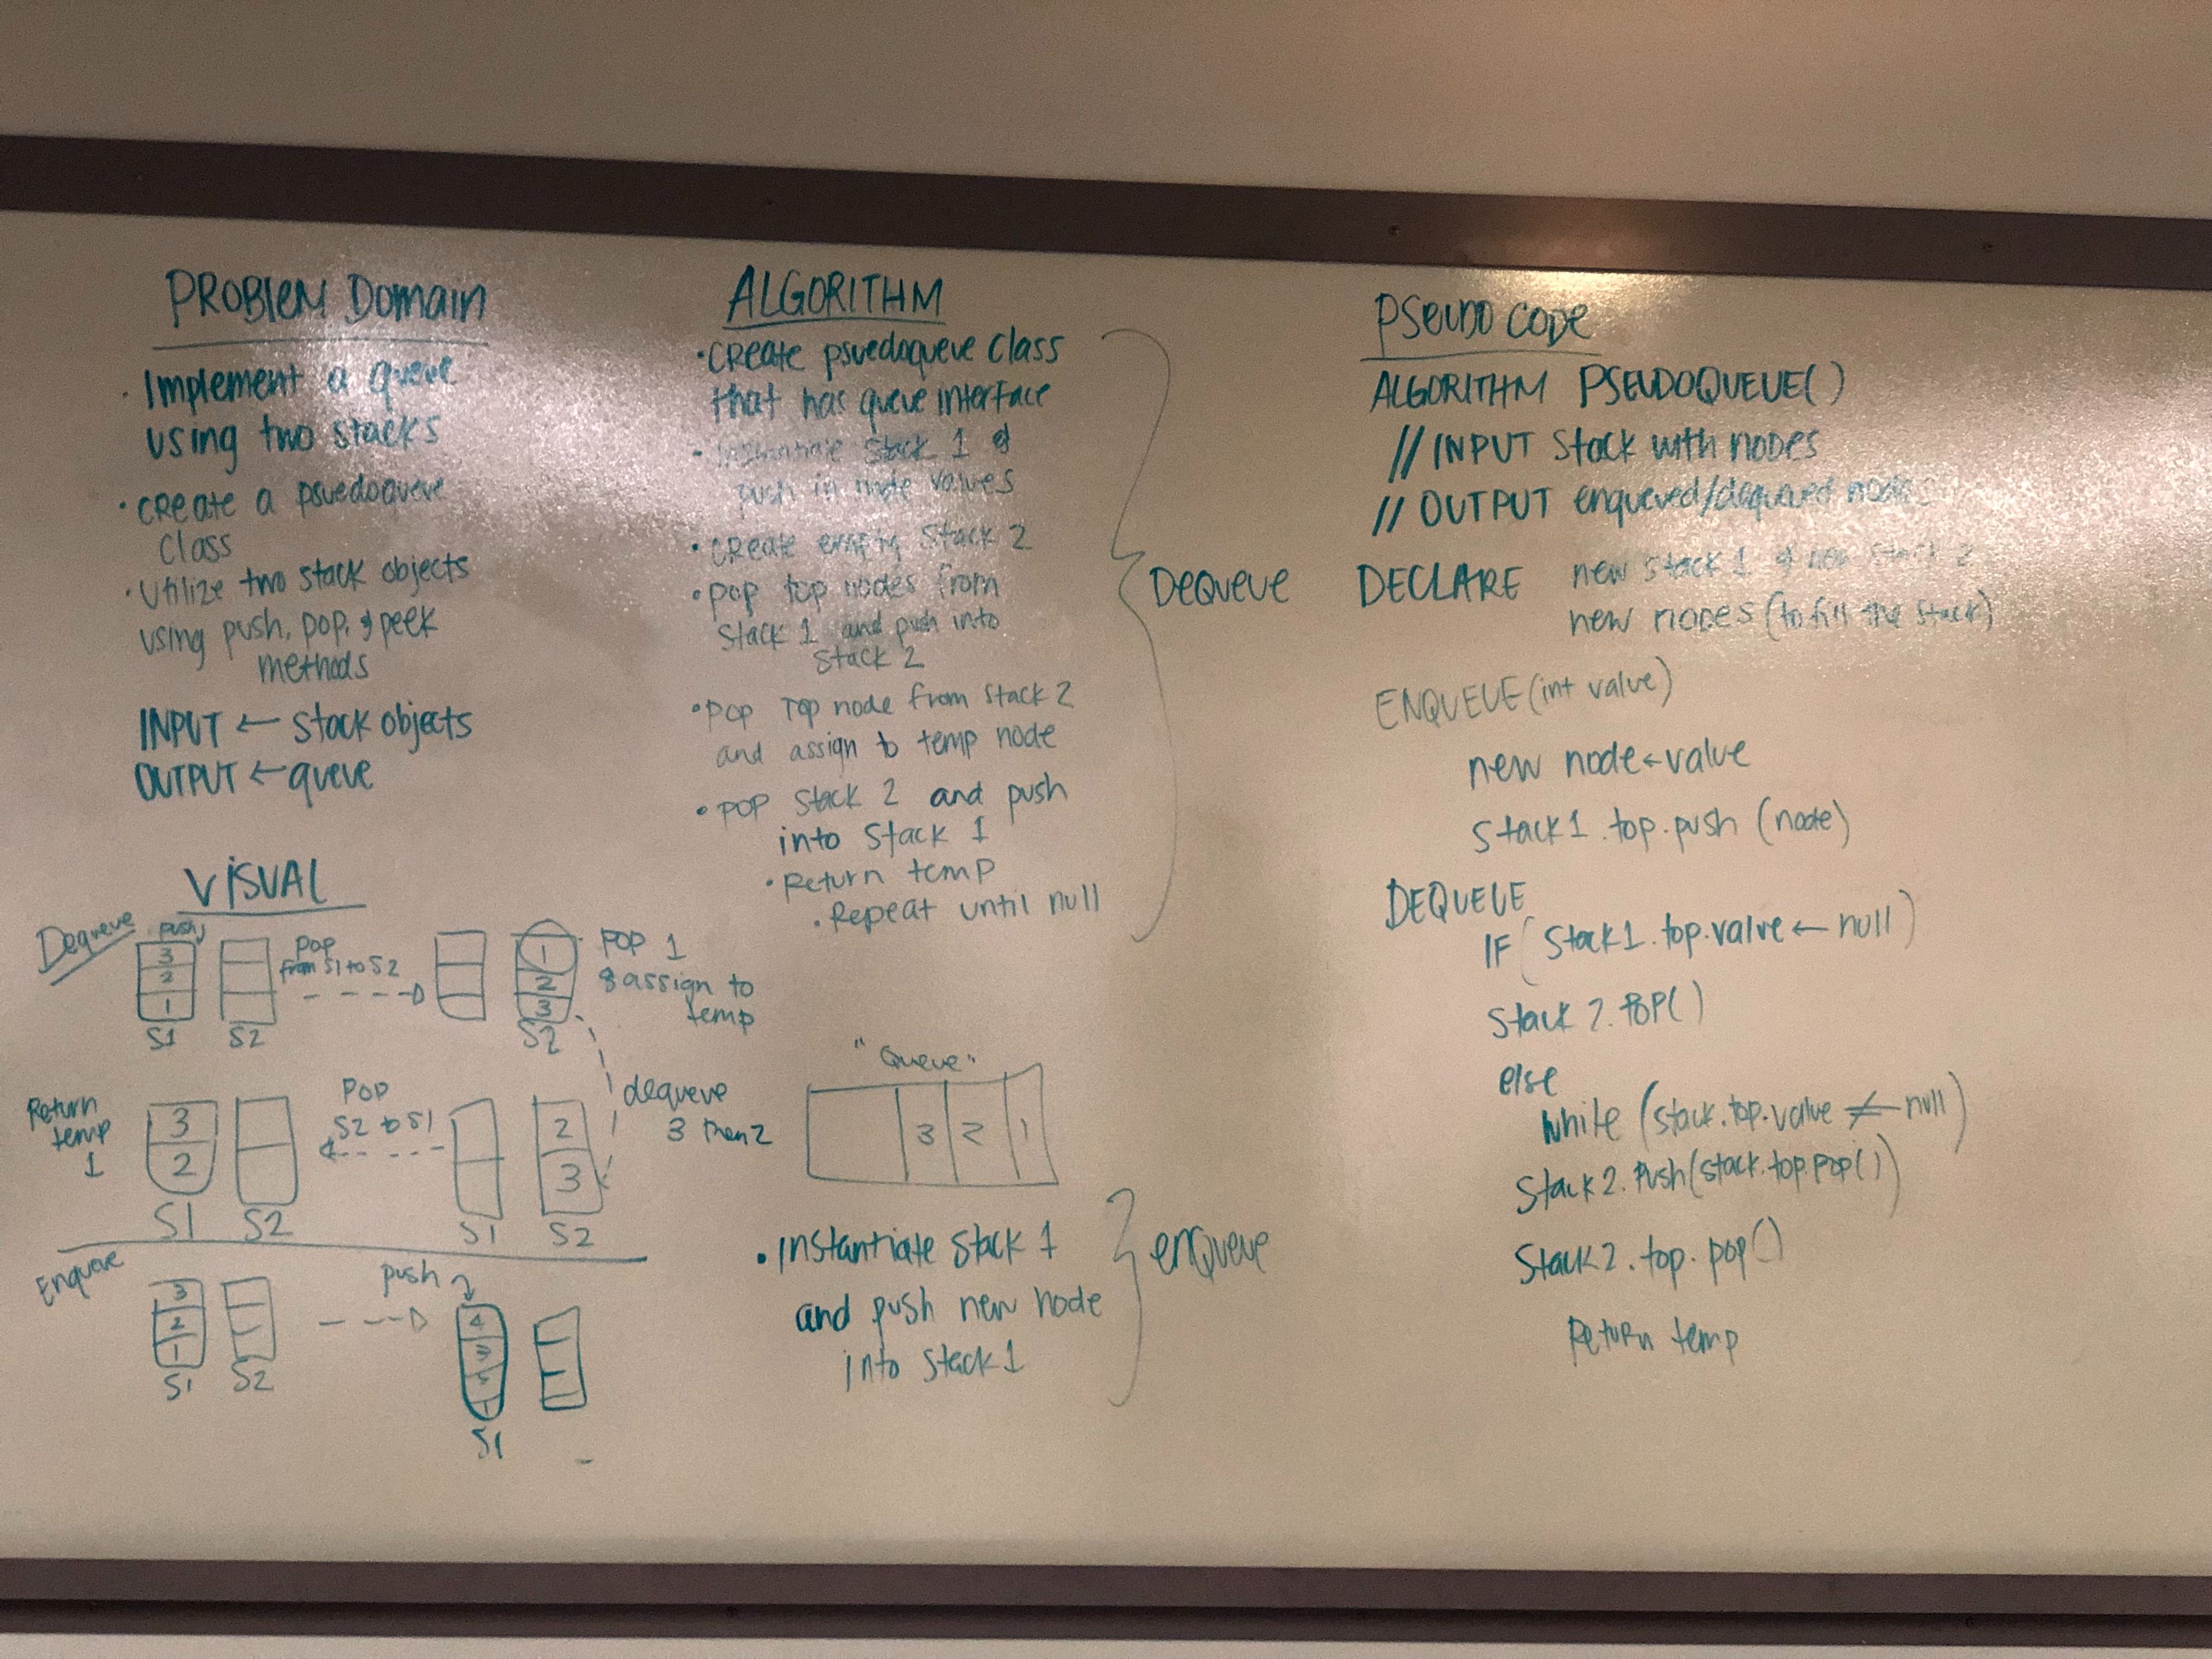 PROBLEM Domain
· Implement a queue
using two stacks
· CREATE a psuedoqueue
class
· Utilize two stack objects
using push, pop, & peek
methods
INPUT ← stack objects
OUTPUT ← queue
VISUAL
Dequeue
push
3
2
1
S1
S2
POP
from S1 to S2
1
2
3
S2
POP 1
& assign to
temp
Return
temp
1
3
2
S1
S2
POP
S2 to S1
S1
2
3
S2
dequeue
3 then 2
Enqueue
3
2
1
S1
S2
push
4
3
1
S1
ALGORITHM
· CREATE psuedoqueue class
that has queue interface
· Instantiate Stack 1 &
push in node values
· CREATE empty Stack 2
· POP top nodes from
Stack 1 and push into
Stack 2
· POP TOP node from stack 2
and assign to temp node
· POP Stack 2 and push
into Stack 1
· Return temp
· Repeat until null
DEQUEUE
"Queue"
3 2 1
· Instantiate Stack 1
and push new node
into stack 1
enqueue
PSEUDO CODE
ALGORITHM PSEUDOQUEUE()
// INPUT Stack with nodes
// OUTPUT enqueued/dequeued nodes
DECLARE new stack 1 & new stack 2
new nodes (to fill the stack)
ENQUEUE (int value)
new node ← value
Stack1.top.push (node)
DEQUEUE
IF (Stack1.top.value ← null)
Stack 2.POP()
else
While (stack.top.value ≠ null)
Stack 2.Push(stack.top.pop())
Stack2.top.pop()
Return temp